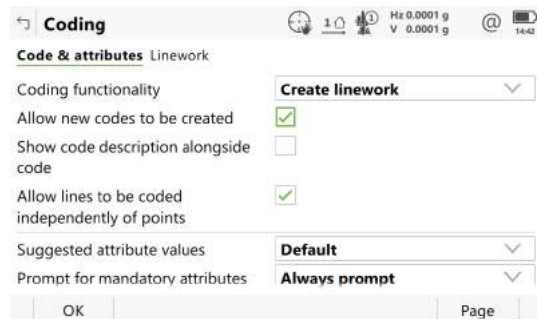 Coding
1
1
Hz 0.0001 g
V 0.0001 g
@
14:42
Code & attributes Linework
Coding functionality Create linework
Allow new codes to be created
Show code description alongside
code
Allow lines to be coded
independently of points
Suggested attribute values Default
Prompt for mandatory attributes Always prompt
OK Page